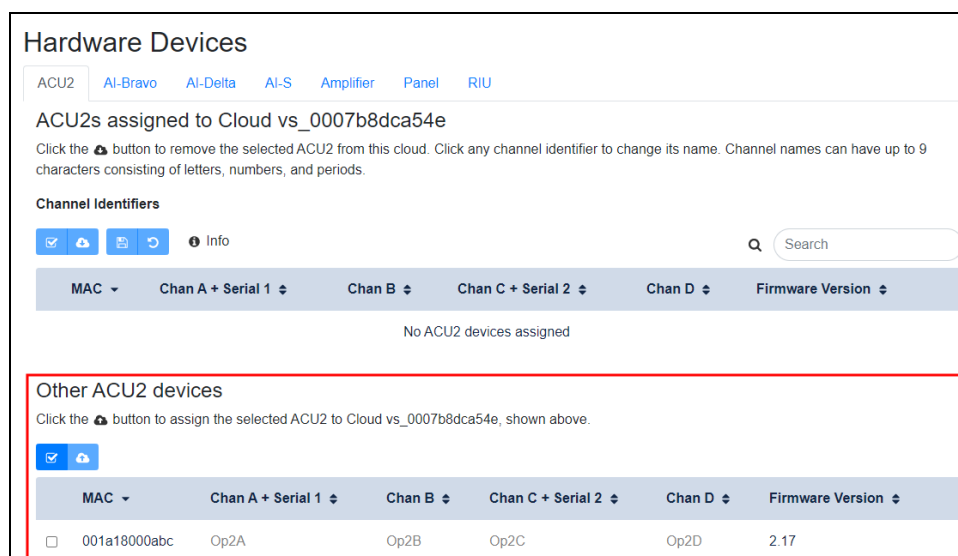 Hardware Devices
ACU2 AI-Bravo AI-Delta AI-S Amplifier Panel RIU
ACU2s assigned to Cloud vs_0007b8dca54e
Click the button to remove the selected ACU2 from this cloud. Click any channel identifier to change its name. Channel names can have up to 9
characters consisting of letters, numbers, and periods.
Channel Identifiers
Info Search
MAC Chan A + Serial 1 Chan B Chan C + Serial 2 Chan D Firmware Version
No ACU2 devices assigned
Other ACU2 devices
Click the button to assign the selected ACU2 to Cloud vs_0007b8dca54e, shown above.
MAC Chan A + Serial 1 Chan B Chan C + Serial 2 Chan D Firmware Version
001a18000abc Op2A Op2B Op2C Op2D 2.17